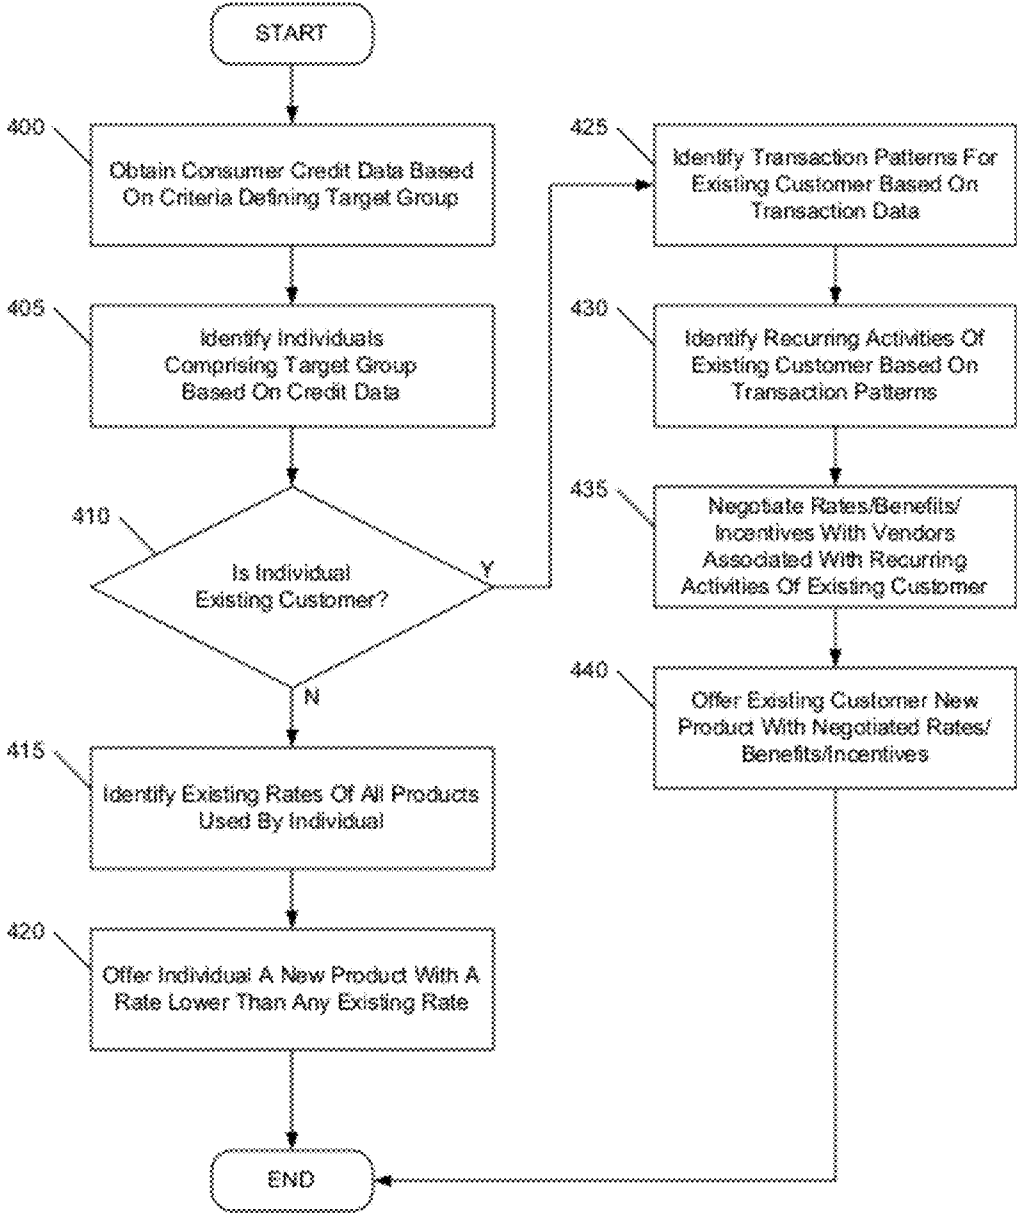 START
400
Obtain Consumer Credit Data Based
On Criteria Defining Target Group
405
Identify Individuals
Comprising Target Group
Based On Credit Data
410
Is Individual
Existing Customer?
Y
N
415
Identify Existing Rates Of All Products
Used By Individual
420
Offer Individual A New Product With A
Rate Lower Than Any Existing Rate
425
Identify Transaction Patterns For
Existing Customer Based On
Transaction Data
430
Identify Recurring Activities Of
Existing Customer Based On
Transaction Patterns
435
Negotiate Rates/Benefits/
Incentives With Vendors
Associated With Recurring
Activities Of Existing Customer
440
Offer Existing Customer New
Product With Negotiated Rates/
Benefits/Incentives
END